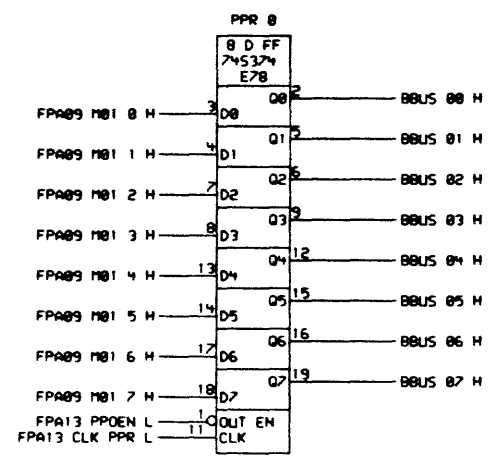 PPR 0
8 D FF
74S374
E78
FPA09 M01 0 H 3 D0 Q0 2 BBUS 00 H
FPA09 M01 1 H 4 D1 Q1 5 BBUS 01 H
FPA09 M01 2 H 7 D2 Q2 6 BBUS 02 H
FPA09 M01 3 H 8 D3 Q3 9 BBUS 03 H
FPA09 M01 4 H 13 D4 Q4 12 BBUS 04 H
FPA09 M01 5 H 14 D5 Q5 15 BBUS 05 H
FPA09 M01 6 H 17 D6 Q6 16 BBUS 06 H
FPA09 M01 7 H 18 D7 Q7 19 BBUS 07 H
FPA13 PPOEN L 1 OUT EN
FPA13 CLK PPR L 11 CLK